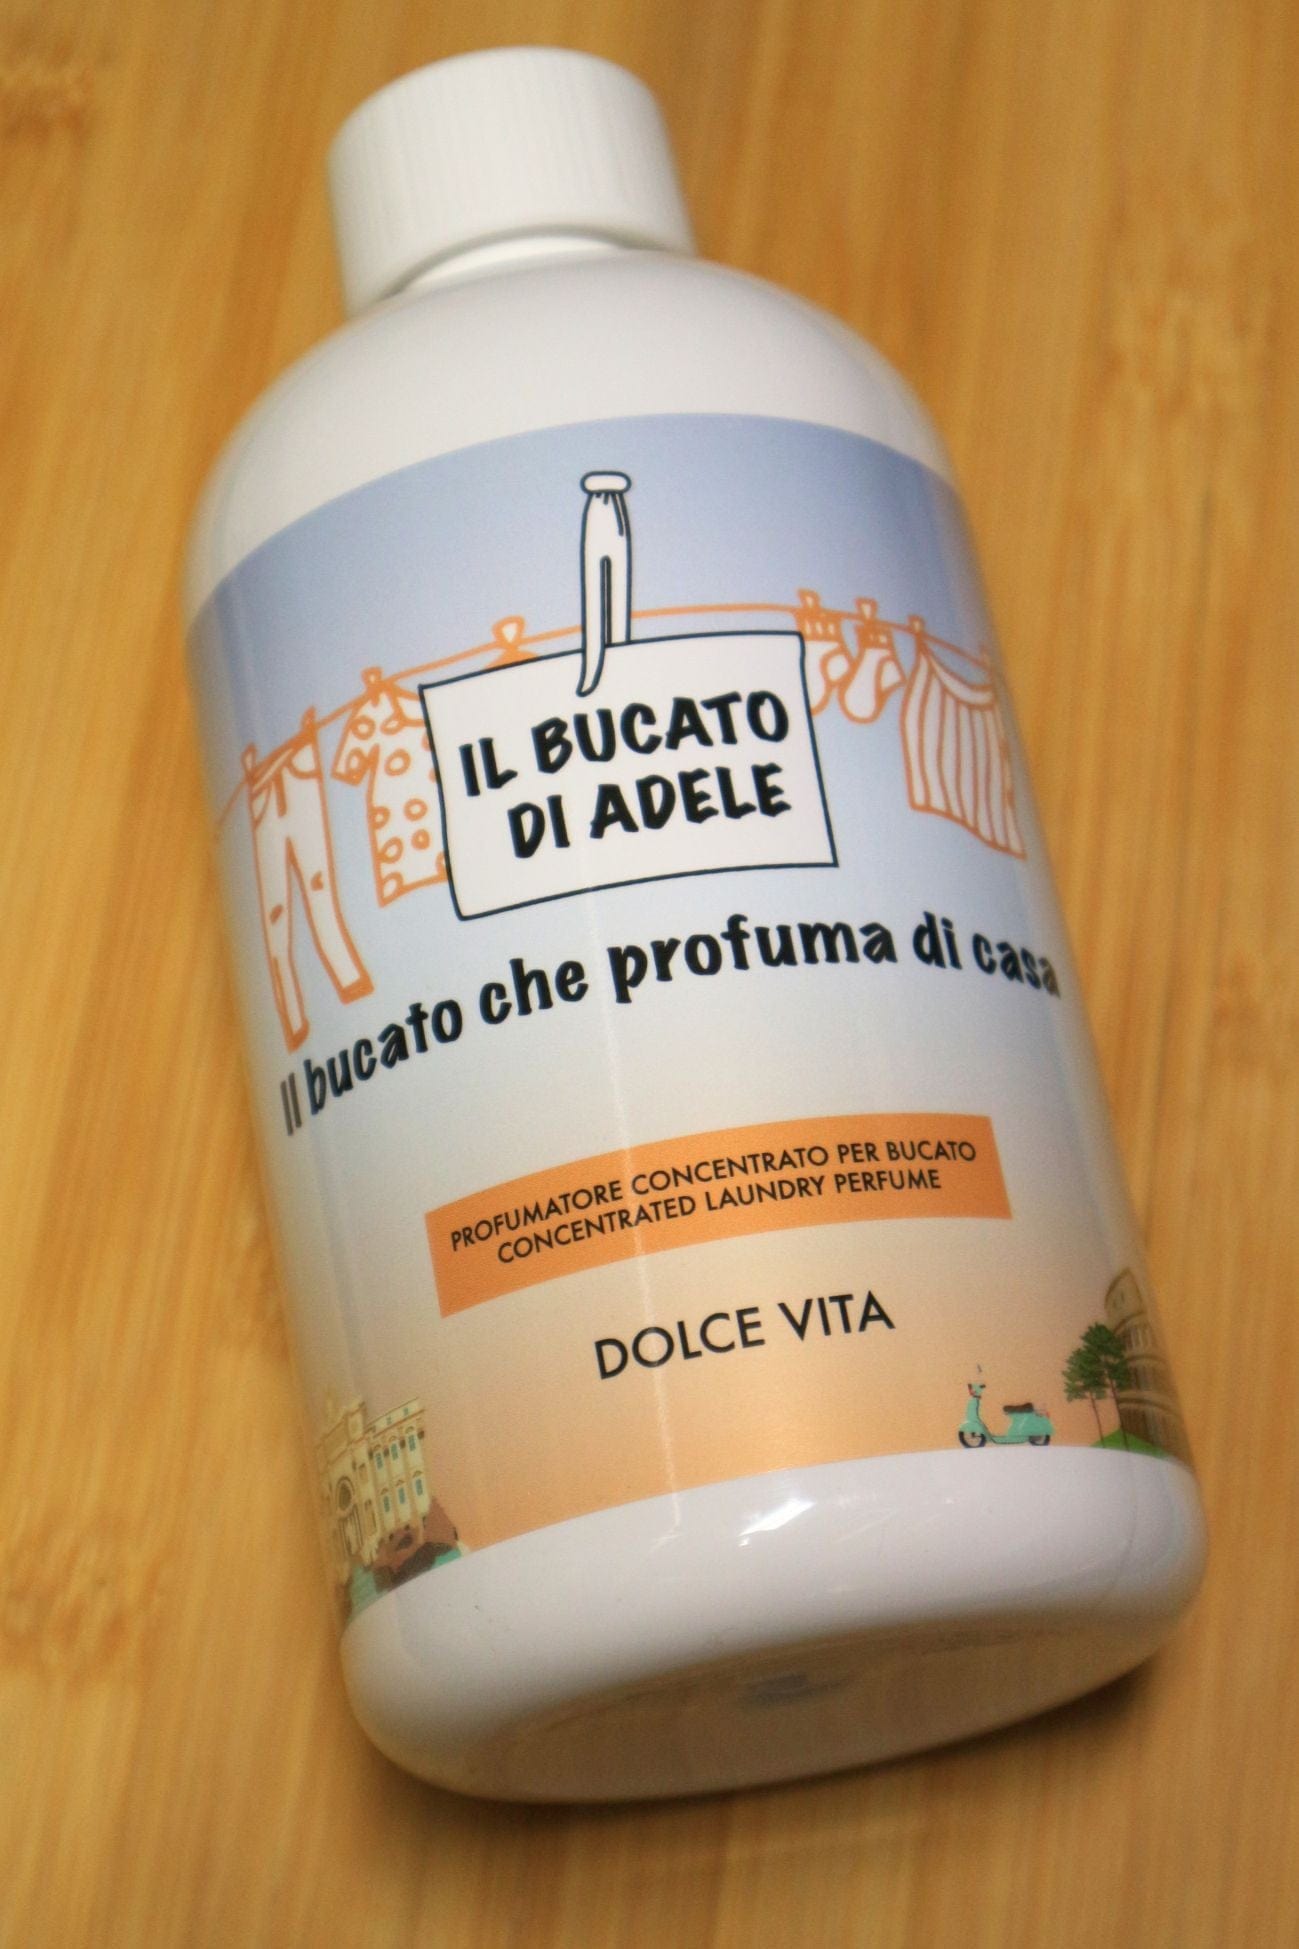 IL BUCATO
DI ADELE
Il bucato che profuma di casa
PROFUMATORE CONCENTRATO PER BUCATO
CONCENTRATED LAUNDRY PERFUME
DOLCE VITA